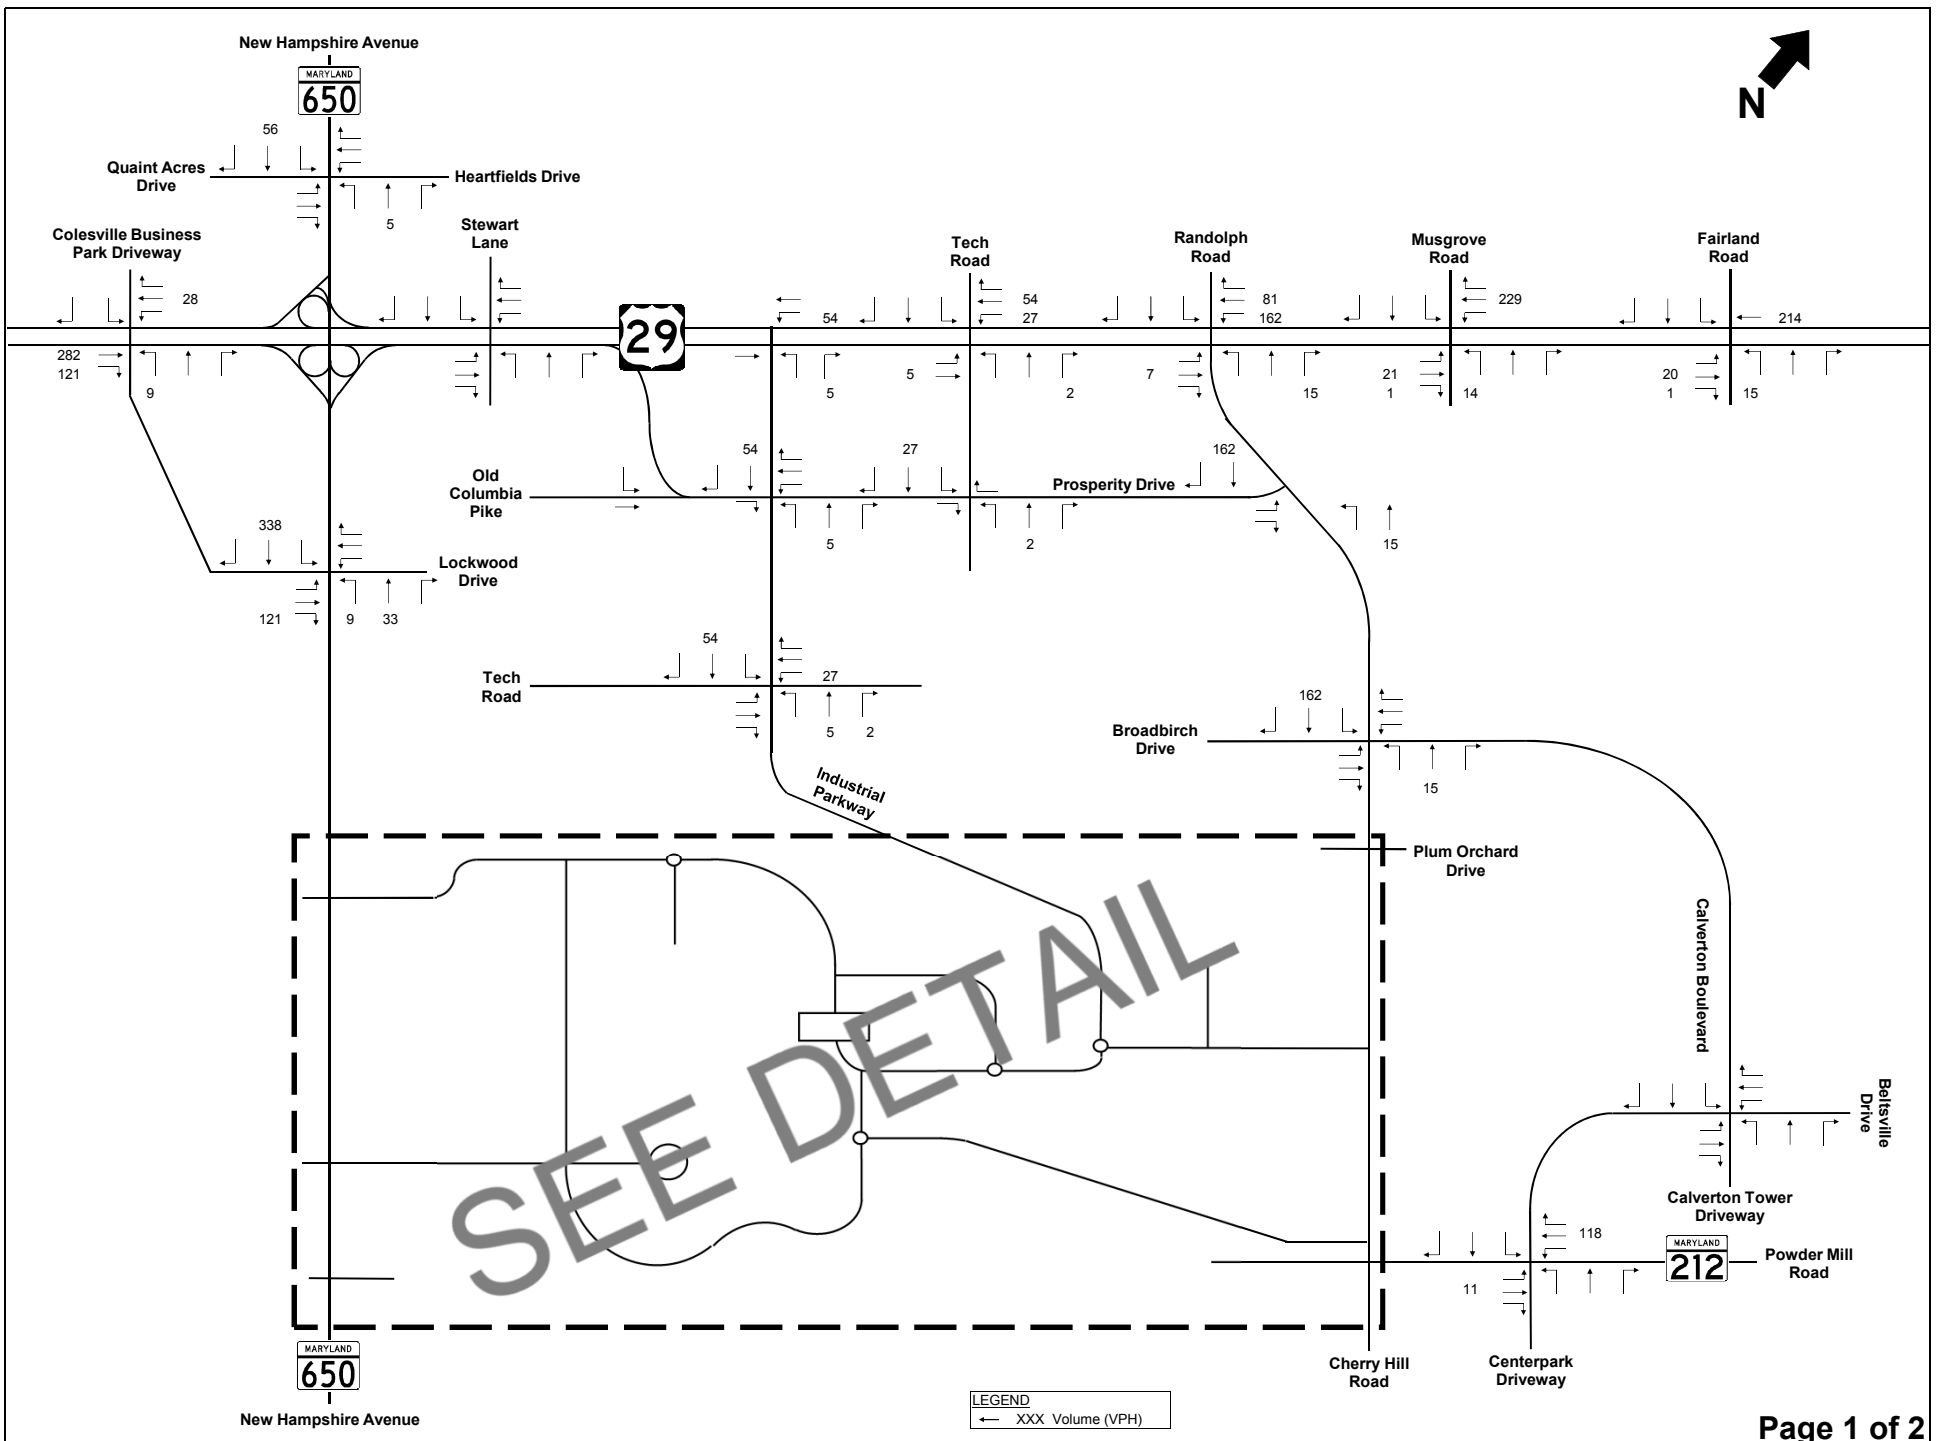 New Hampshire Avenue
MARYLAND
650
N
56
Quaint Acres
Drive
Heartfields Drive
5
Colesville Business
Park Driveway
Stewart
Lane
Tech
Road
Randolph
Road
Musgrove
Road
Fairland
Road
28
54
27
81
162
229
54
214
29
282
121
9
5
5
2
7
15
21
1
14
20
1
15
54
27
162
Old
Columbia
Pike
Prosperity Drive
5
2
15
338
Lockwood
Drive
121
9
33
54
Tech
Road
27
5
2
162
Broadbirch
Drive
15
Industrial
Parkway
Plum Orchard
Drive
Calverton Boulevard
SEE DETAIL
Beltsville
Drive
Calverton Tower
Driveway
118
MARYLAND
212
Powder Mill
Road
11
MARYLAND
650
New Hampshire Avenue
Cherry Hill
Road
Centerpark
Driveway
LEGEND
XXX Volume (VPH)
Page 1 of 2